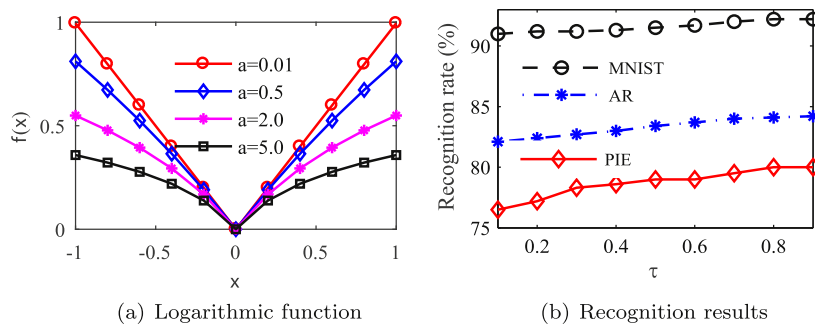 1
0.5
0
f(x)
-1
-0.5
0
0.5
1
x
a=0.01
a=0.5
a=2.0
a=5.0
(a) Logarithmic function
90
85
80
75
Recognition rate (%)
0.2
0.4
0.6
0.8
τ
MNIST
AR
PIE
(b) Recognition results